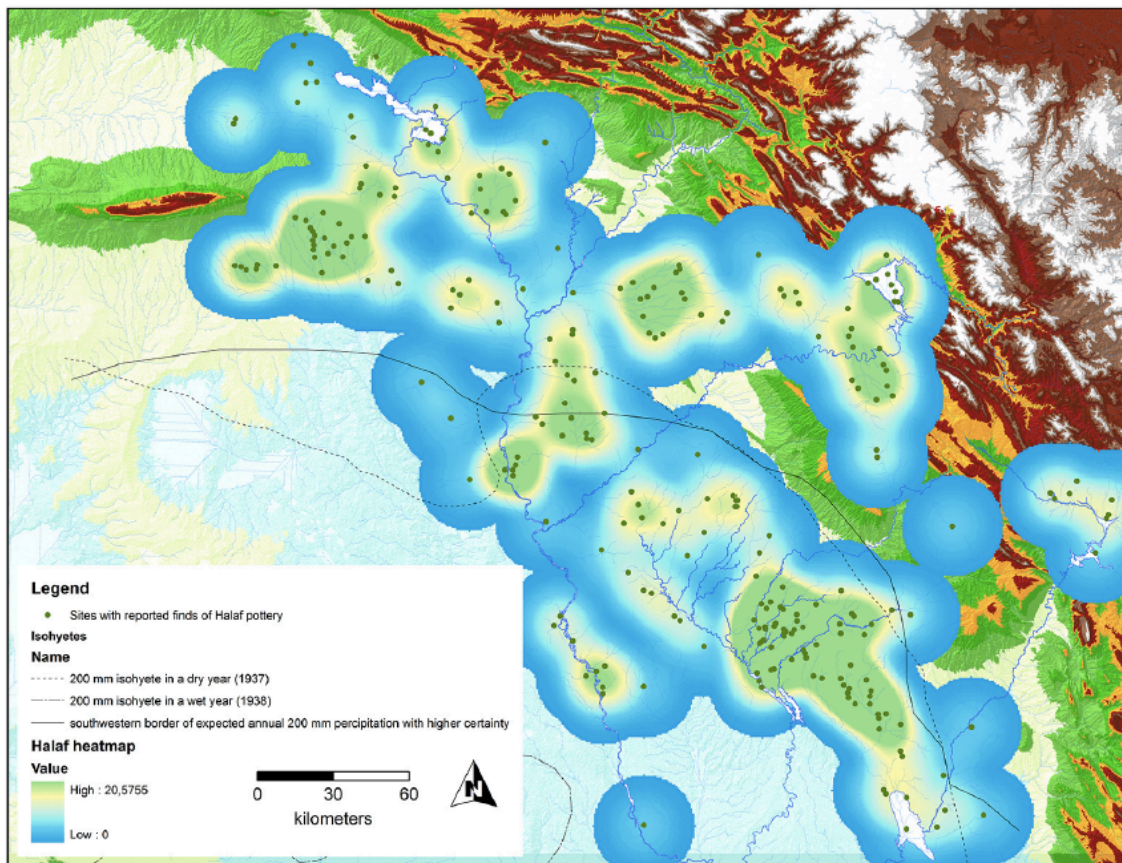 Legend
Sites with reported finds of Halaf pottery
Isohyetes
Name
200 mm isohyete in a dry year (1937)
200 mm isohyete in a wet year (1938)
southwestern border of expected annual 200 mm percipitation with higher certainty
Halaf heatmap
Value
High : 20,5755
Low : 0
N
0 30 60
kilometers